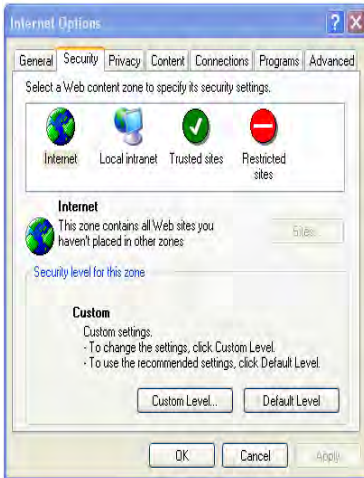 Internet Options
General Security Privacy Content Connections Programs Advanced
Select a Web content zone to specify its security settings.
Internet Local intranet Trusted sites Restricted sites
Internet
This zone contains all Web sites you
haven't placed in other zones
Sites...
Security level for this zone
Custom
Custom settings.
- To change the settings, click Custom Level.
- To use the recommended settings, click Default Level.
Custom Level... Default Level
OK Cancel Apply